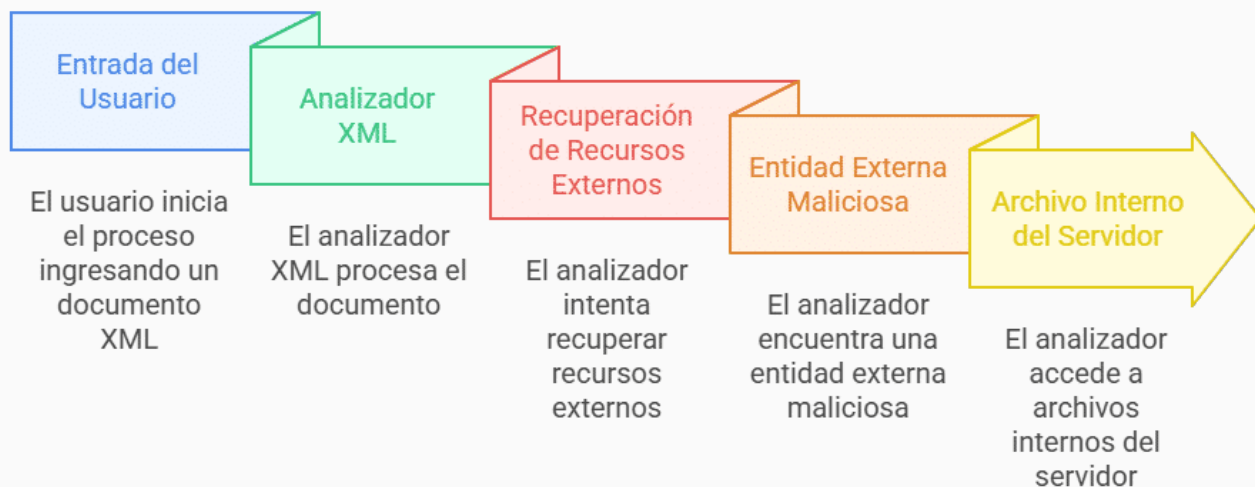 Entrada del
Usuario
El usuario inicia
el proceso
ingresando un
documento
XML
Analizador
XML
El analizador
XML procesa el
documento
Recuperación
de Recursos
Externos
El analizador
intenta
recuperar
recursos
externos
Entidad Externa
Maliciosa
El analizador
encuentra una
entidad externa
maliciosa
Archivo Interno
del Servidor
El analizador
accede a
archivos
internos del
servidor